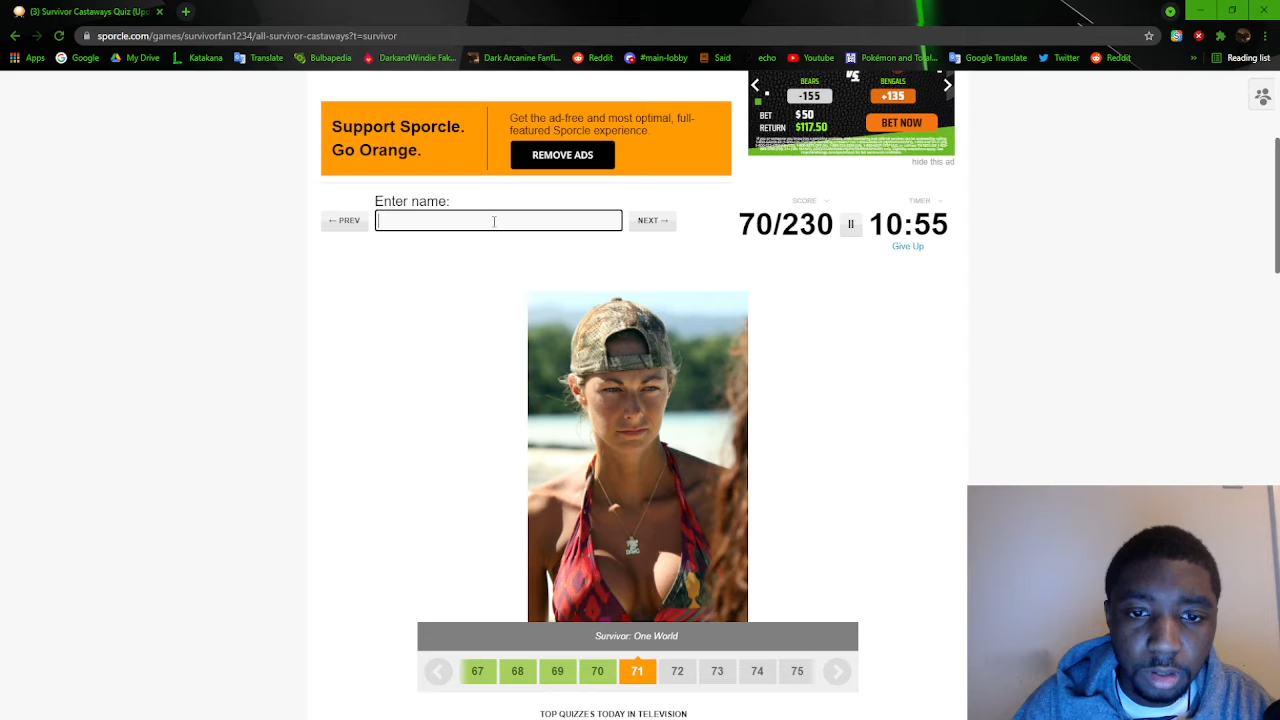 (3) Survivor Castaways Quiz (Up
sporcle.com/games/survivorfan1234/all-survivor-castaways?t=survivor
Apps Google Katakana Translate Bulbapedia DarkandWindie Fak... My Drive Dark Arcanine Fanfi... Reddit #main-lobby Said echo Youtube Pokémon and Total... Google Translate Twitter Reddit » Reading list
BEARS VS BENGALS
-155 +135
BET $50
RETURN $117.50
BET NOW
hide this ad
Support Sporcle.
Go Orange.
Get the ad-free and most optimal, full-
featured Sporcle experience.
REMOVE ADS
Enter name:
← PREV NEXT →
SCORE TIMER
70/230 10:55
Give Up
Survivor: One World
67 68 69 70 71 72 73 74 75
TOP QUIZZES TODAY IN TELEVISION